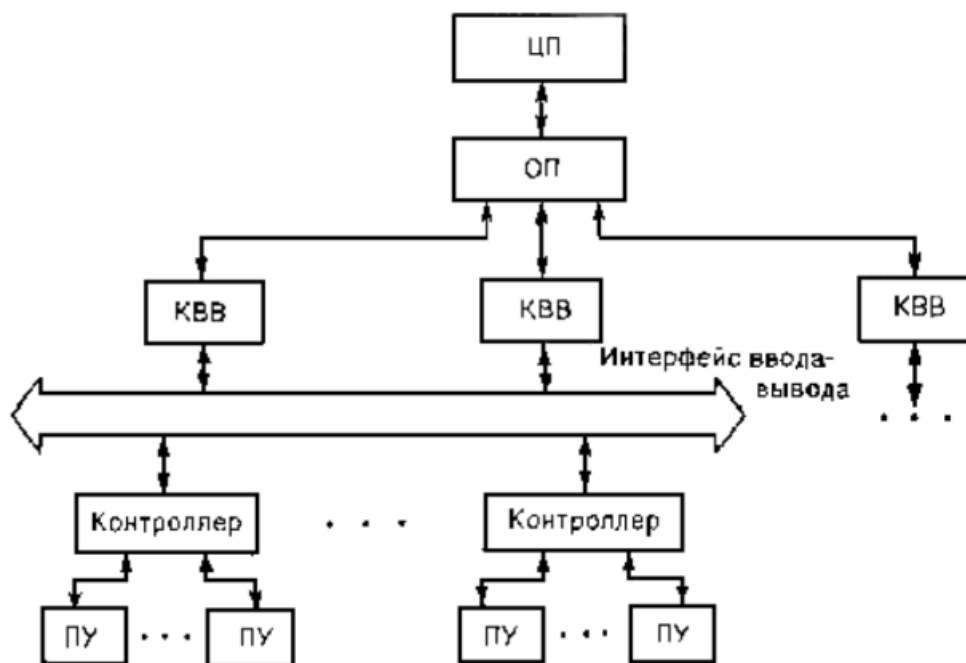 ЦП
ОП
КВВ
КВВ
КВВ
Интерфейс ввода-
вывода
Контроллер
Контроллер
ПУ
ПУ
ПУ
ПУ